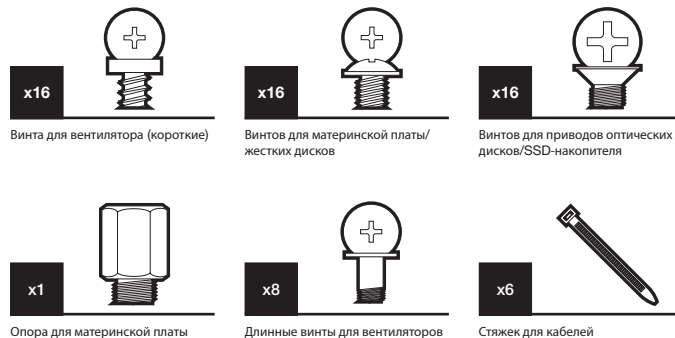 x16
Винта для вентилятора (короткие)
x16
Винтов для материнской платы/
жестких дисков
x16
Винтов для приводов оптических
дисков/SSD-накопителя
x1
Опора для материнской платы
x8
Длинные винты для вентиляторов
x6
Стяжек для кабелей